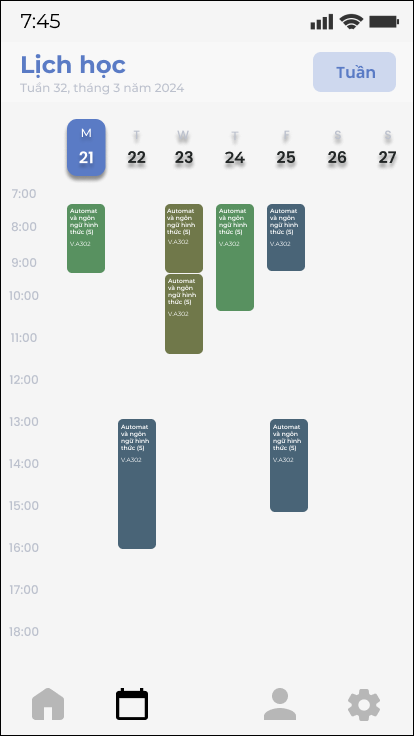 7:45
Lịch học
Tuần 32, tháng 3 năm 2024
Tuần
M T W T F S S
21 22 23 24 25 26 27
7:00
8:00
9:00
10:00
11:00
12:00
13:00
14:00
15:00
16:00
17:00
18:00
Automat
và ngôn
ngữ hình
thức (5)
V.A302
Automat
và ngôn
ngữ hình
thức (5)
V.A302
Automat
và ngôn
ngữ hình
thức (5)
V.A302
Automat
và ngôn
ngữ hình
thức (5)
V.A302
Automat
và ngôn
ngữ hình
thức (5)
V.A302
Automat
và ngôn
ngữ hình
thức (5)
V.A302
Automat
và ngôn
ngữ hình
thức (5)
V.A302